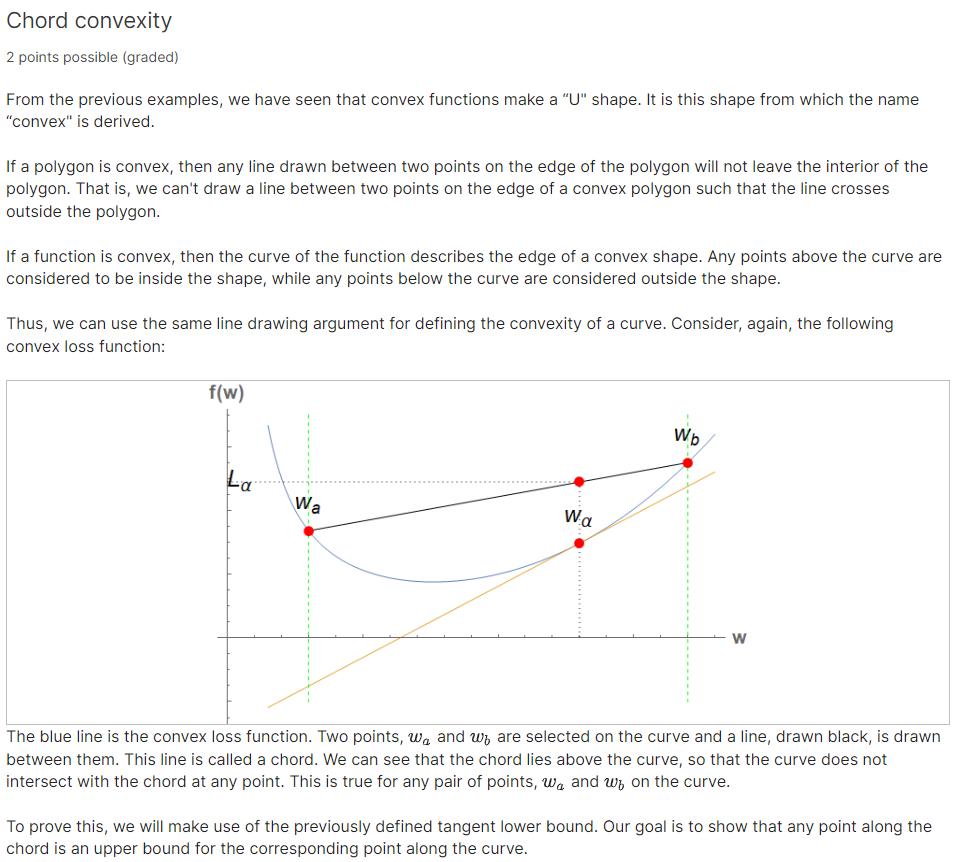 Chord convexity
2 points possible (graded)
From the previous examples, we have seen that convex functions make a “U" shape. It is this shape from which the name
“convex" is derived.
If a polygon is convex, then any line drawn between two points on the edge of the polygon will not leave the interior of the
polygon. That is, we can't draw a line between two points on the edge of a convex polygon such that the line crosses
outside the polygon.
If a function is convex, then the curve of the function describes the edge of a convex shape. Any points above the curve are
considered to be inside the shape, while any points below the curve are considered outside the shape.
Thus, we can use the same line drawing argument for defining the convexity of a curve. Consider, again, the following
convex loss function:
f(w)
w_b
L_α
w_a
w_α
w
The blue line is the convex loss function. Two points, w_a and w_b are selected on the curve and a line, drawn black, is drawn
between them. This line is called a chord. We can see that the chord lies above the curve, so that the curve does not
intersect with the chord at any point. This is true for any pair of points, w_a and w_b on the curve.
To prove this, we will make use of the previously defined tangent lower bound. Our goal is to show that any point along the
chord is an upper bound for the corresponding point along the curve.